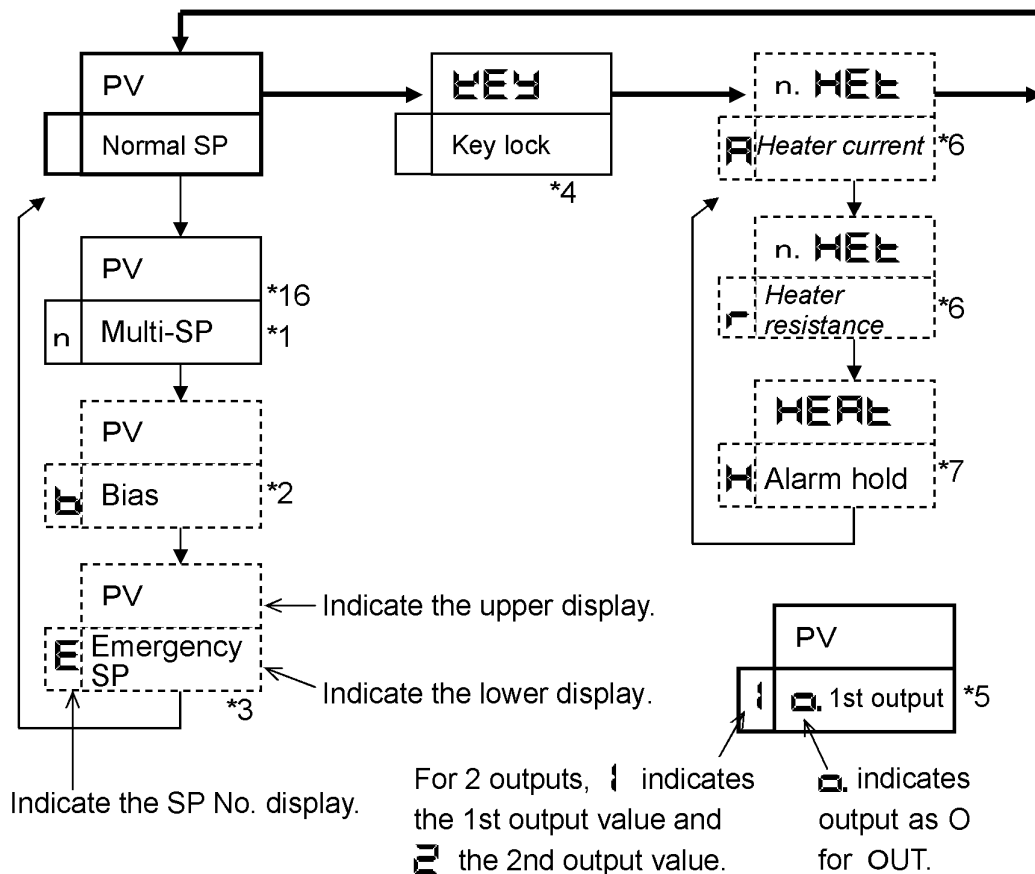 PV
Normal SP
PV
*16
n Multi-SP *1
PV
b Bias *2
PV
E Emergency
SP
*3
Indicate the upper display.
Indicate the lower display.
Indicate the SP No. display.
KEY
Key lock
*4
n. HEt
A Heater current *6
n. HEt
r Heater
resistance *6
HEAt
H Alarm hold *7
PV
1 o. 1st output *5
For 2 outputs, 1 indicates
the 1st output value and
2 the 2nd output value.
o. indicates
output as O
for OUT.